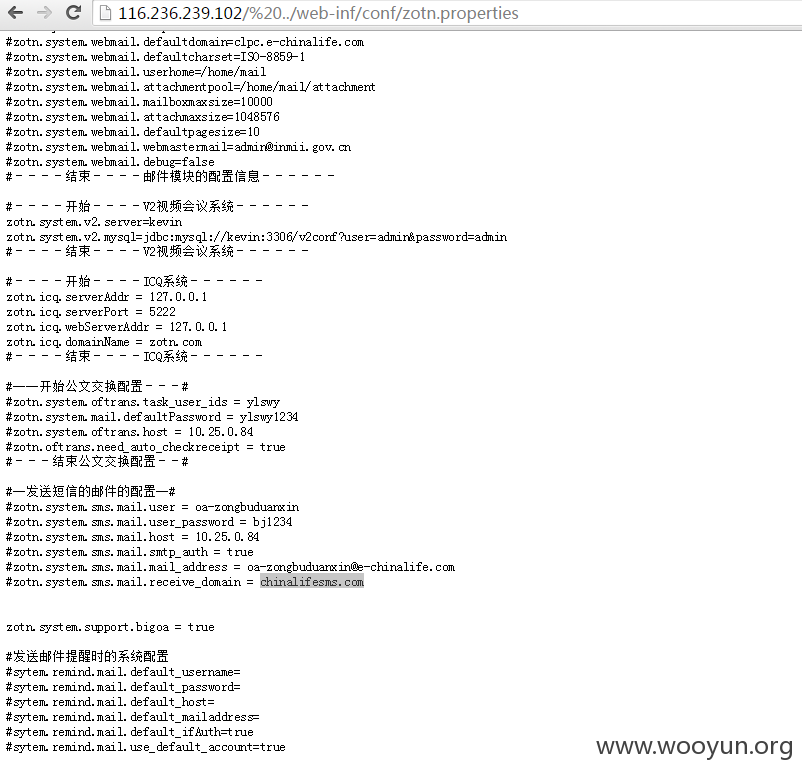 116.236.239.102/%20../web-inf/conf/zotn.properties
#zotn.system.webmail.defaultdomain=clpc.e-chinalife.com
#zotn.system.webmail.defaultcharset=ISO-8859-1
#zotn.system.webmail.userhome=/home/mail
#zotn.system.webmail.attachmentpool=/home/mail/attachment
#zotn.system.webmail.mailboxmaxsize=10000
#zotn.system.webmail.attachmaxsize=1048576
#zotn.system.webmail.defaultpagesize=10
#zotn.system.webmail.webmastermail=admin@inmii.gov.cn
#zotn.system.webmail.debug=false
#----结束----邮件模块的配置信息------
#----开始----V2视频会议系统------
zotn.system.v2.server=kevin
zotn.system.v2.mysql=jdbc:mysql://kevin:3306/v2conf?user=admin&password=admin
#----结束----V2视频会议系统------
#----开始----ICQ系统------
zotn.icq.serverAddr = 127.0.0.1
zotn.icq.serverPort = 5222
zotn.icq.webServerAddr = 127.0.0.1
zotn.icq.domainName = zotn.com
#----结束----ICQ系统------
#——开始公文交换配置---#
#zotn.system.oftrans.task_user_ids = ylswy
#zotn.system.mail.defaultPassword = ylswy1234
#zotn.system.oftrans.host = 10.25.0.84
#zotn.oftrans.need_auto_checkreceipt = true
#---结束公文交换配置--#
#—发送短信的邮件的配置—#
#zotn.system.sms.mail.user = oa-zongbuduanxin
#zotn.system.sms.mail.user_password = bj1234
#zotn.system.sms.mail.host = 10.25.0.84
#zotn.system.sms.mail.smtp_auth = true
#zotn.system.sms.mail.mail_address = oa-zongbuduanxin@e-chinalife.com
#zotn.system.sms.mail.receive_domain = chinalifesms.com
zotn.system.support.bigoa = true
#发送邮件提醒时的系统配置
#sytem.remind.mail.default_username=
#sytem.remind.mail.default_password=
#sytem.remind.mail.default_host=
#sytem.remind.mail.default_mailaddress=
#sytem.remind.mail.default_ifAuth=true
#sytem.remind.mail.use_default_account=true
www.wooyun.org